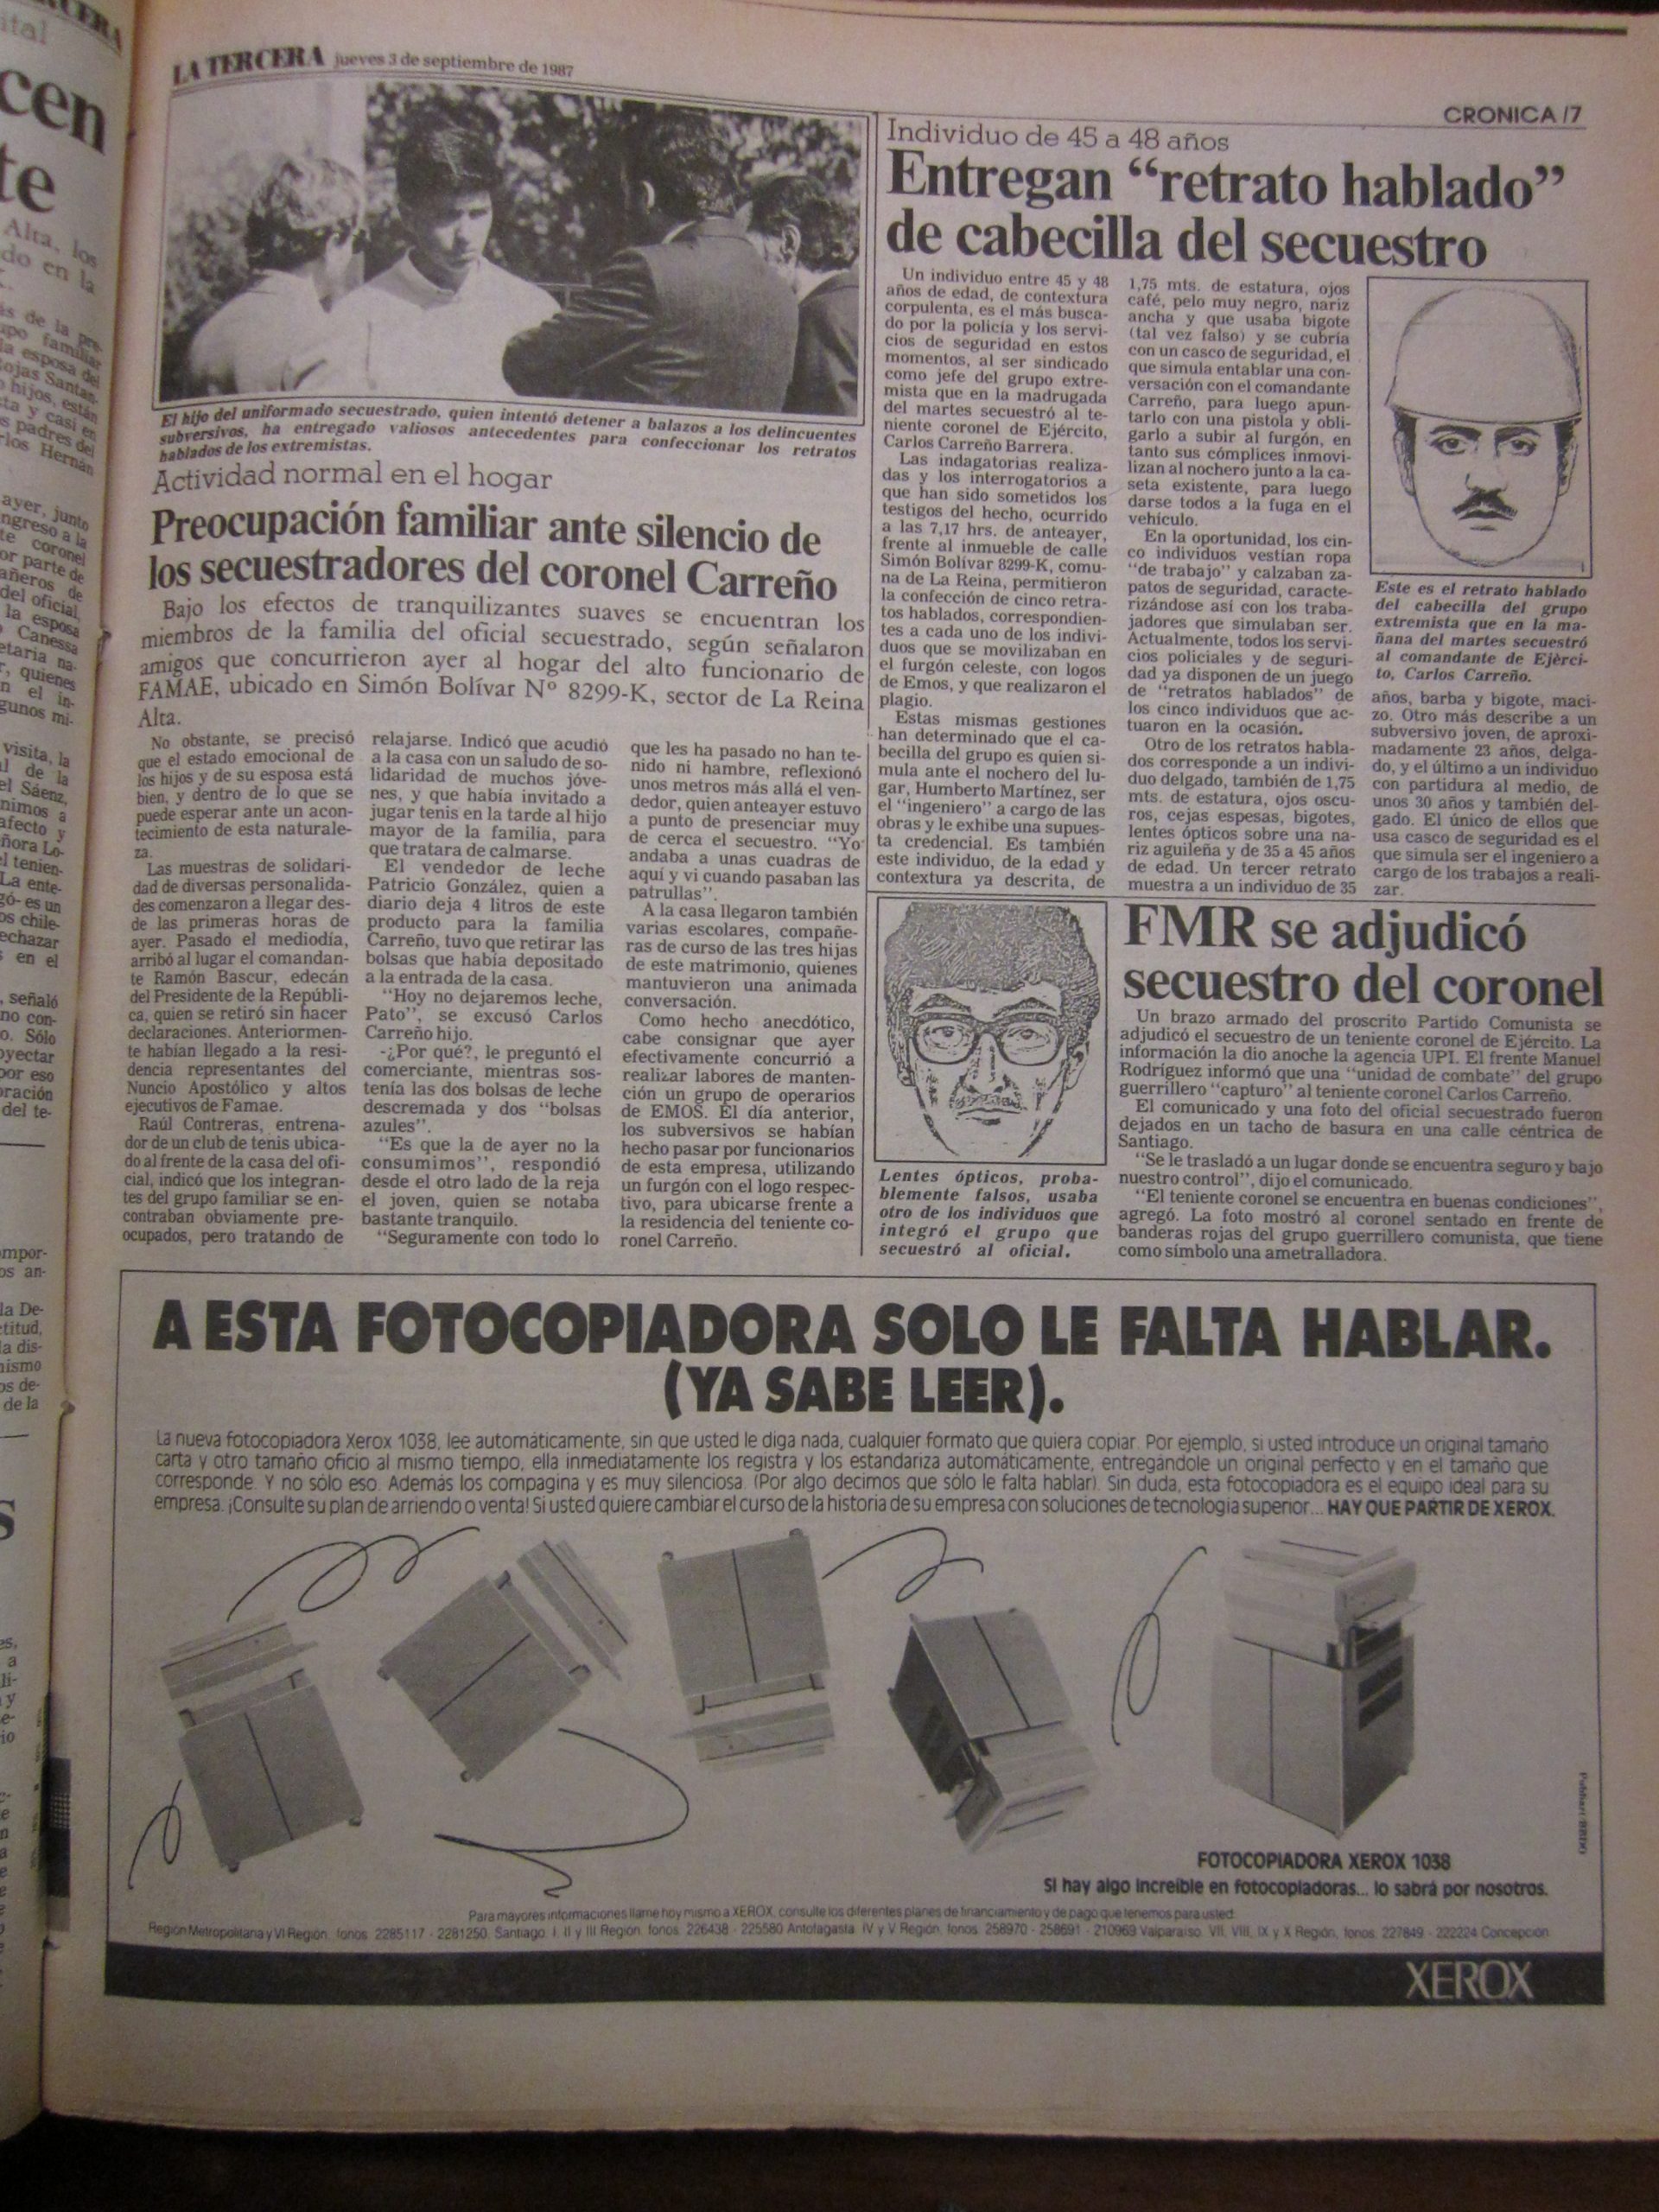 LA TERCERA jueves 3 de septiembre de 1987
CRONICA /7
El hijo del uniformado secuestrado, quien intentó detener a balazos a los delincuentes
subversivos, ha entregado valiosos antecedentes para confeccionar los retratos
hablados de los extremistas.
Actividad normal en el hogar
Preocupación familiar ante silencio de
los secuestradores del coronel Carreño
Bajo los efectos de tranquilizantes suaves se encuentran los
miembros de la familia del oficial secuestrado, según señalaron
amigos que concurrieron ayer al hogar del alto funcionario de
FAMAE, ubicado en Simón Bolívar Nº 8299-K, sector de La Reina
Alta.
No obstante, se precisó
que el estado emocional de
los hijos y de su esposa está
bien, y dentro de lo que se
puede esperar ante un acon-
tecimiento de esta naturale-
za.
Las muestras de solidari-
dad de diversas personalida-
des comenzaron a llegar des-
de las primeras horas de
ayer. Pasado el mediodía,
arribó al lugar el comandan-
te Ramón Bascur, edecán
del Presidente de la Repúbli-
ca, quien se retiró sin hacer
declaraciones. Anteriormen-
te habían llegado a la resi-
dencia representantes del
Nuncio Apostólico y altos
ejecutivos de Famae.
Raúl Contreras, entrena-
dor de un club de tenis ubica-
do al frente de la casa del ofi-
cial, indicó que los integran-
tes del grupo familiar se en-
contraban obviamente pre-
ocupados, pero tratando de
relajarse. Indicó que acudió
a la casa con un saludo de so-
lidaridad de muchos jóve-
nes, y que había invitado a
jugar tenis en la tarde al hijo
mayor de la familia, para
que tratara de calmarse.
El vendedor de leche
Patricio González, quien a
diario deja 4 litros de este
producto para la familia
Carreño, tuvo que retirar las
bolsas que había depositado
a la entrada de la casa.
"Hoy no dejaremos leche,
Pato", se excusó Carlos
Carreño hijo.
-¿Por qué?, le preguntó el
comerciante, mientras sos-
tenía las dos bolsas de leche
descremada y dos "bolsas
azules".
"Es que la de ayer no la
consumimos", respondió
desde el otro lado de la reja
el joven, quien se notaba
bastante tranquilo.
"Seguramente con todo lo
que les ha pasado no han te-
nido ni hambre, reflexionó
unos metros más allá el ven-
dedor, quien anteayer estuvo
a punto de presenciar muy
de cerca el secuestro. "Yo
andaba a unas cuadras de
aquí y vi cuando pasaban las
patrullas".
A la casa llegaron también
varias escolares, compañe-
ras de curso de las tres hijas
de este matrimonio, quienes
mantuvieron una animada
conversación.
Como hecho anecdótico,
cabe consignar que ayer
efectivamente concurrió a
realizar labores de manten-
ción un grupo de operarios
de EMOS. El día anterior,
los subversivos se habían
hecho pasar por funcionarios
de esta empresa, utilizando
un furgón con el logo respec-
tivo, para ubicarse frente a
la residencia del teniente co-
ronel Carreño.
Individuo de 45 a 48 años
Entregan "retrato hablado"
de cabecilla del secuestro
Un individuo entre 45 y 48
años de edad, de contextura
corpulenta, es el más busca-
do por la policía y los servi-
cios de seguridad en estos
momentos, al ser sindicado
como jefe del grupo extre-
mista que en la madrugada
del martes secuestró al te-
niente coronel de Ejército,
Carlos Carreño Barrera.
Las indagatorias realiza-
das y los interrogatorios a
que han sido sometidos los
testigos del hecho, ocurrido
a las 7,17 hrs. de anteayer,
frente al inmueble de calle
Simón Bolívar 8299-K, comu-
na de La Reina, permitieron
la confección de cinco retra-
tos hablados, correspondien-
tes a cada uno de los indivi-
duos que se movilizaban en
el furgón celeste, con logos
de Emos, y que realizaron el
plagio.
Estas mismas gestiones
han determinado que el ca-
becilla del grupo es quien si-
mula ante el nochero del lu-
gar, Humberto Martínez, ser
el "ingeniero" a cargo de las
obras y le exhibe una supues-
ta credencial. Es también
este individuo, de la edad y
contextura ya descrita, de
1,75 mts. de estatura, ojos
café, pelo muy negro, nariz
ancha y que usaba bigote
(tal vez falso) y se cubría
con un casco de seguridad, el
que simula entablar una con-
versación con el comandante
Carreño, para luego apun-
tarlo con una pistola y obli-
garlo a subir al furgón, en
tanto sus cómplices inmovi-
lizan al nochero junto a la ca-
seta existente, para luego
darse todos a la fuga en el
vehículo.
En la oportunidad, los cin-
co individuos vestían ropa
"de trabajo" y calzaban za-
patos de seguridad, caracte-
rizándose así con los traba-
jadores que simulaban ser.
Actualmente, todos los servi-
cios policiales y de seguri-
dad ya disponen de un juego
de "retratos hablados" de
los cinco individuos que ac-
tuaron en la ocasión.
Otro de los retratos habla-
dos corresponde a un indivi-
duo delgado, también de 1,75
mts. de estatura, ojos oscu-
ros, cejas espesas, bigotes,
lentes ópticos sobre una na-
riz aguileña y de 35 a 45 años
de edad. Un tercer retrato
muestra a un individuo de 35
Este es el retrato hablado
del cabecilla del grupo
extremista que en la ma-
ñana del martes secuestró
al comandante de Ejérci-
to, Carlos Carreño.
años, barba y bigote, maci-
zo. Otro más describe a un
subversivo joven, de aproxi-
madamente 23 años, delga-
do, y el último a un individuo
con partidura al medio, de
unos 30 años y también del-
gado. El único de ellos que
usa casco de seguridad es el
que simula ser el ingeniero a
cargo de los trabajos a reali-
zar.
Lentes ópticos, proba-
blemente falsos, usaba
otro de los individuos que
integró el grupo que
secuestró al oficial.
FMR se adjudicó
secuestro del coronel
Un brazo armado del proscrito Partido Comunista se
adjudicó el secuestro de un teniente coronel de Ejército. La
información la dio anoche la agencia UPI. El frente Manuel
Rodríguez informó que una "unidad de combate" del grupo
guerrillero "capturo" al teniente coronel Carlos Carreño.
El comunicado y una foto del oficial secuestrado fueron
dejados en un tacho de basura en una calle céntrica de
Santiago.
"Se le trasladó a un lugar donde se encuentra seguro y bajo
nuestro control", dijo el comunicado.
"El teniente coronel se encuentra en buenas condiciones",
agregó. La foto mostró al coronel sentado en frente de
banderas rojas del grupo guerrillero comunista, que tiene
como símbolo una ametralladora.
A ESTA FOTOCOPIADORA SOLO LE FALTA HABLAR.
(YA SABE LEER).
La nueva fotocopiadora Xerox 1038, lee automáticamente, sin que usted le diga nada, cualquier formato que quiera copiar. Por ejemplo, si usted introduce un original tamaño
carta y otro tamaño oficio al mismo tiempo, ella inmediatamente los registra y los estandariza automáticamente, entregándole un original perfecto y en el tamaño que
corresponde. Y no sólo eso. Además los compagina y es muy silenciosa. (Por algo decimos que sólo le falta hablar). Sin duda, esta fotocopiadora es el equipo ideal para su
empresa. ¡Consulte su plan de arriendo o venta! Si usted quiere cambiar el curso de la historia de su empresa con soluciones de tecnología superior... HAY QUE PARTIR DE XEROX.
FOTOCOPIADORA XEROX 1038
Si hay algo increíble en fotocopiadoras... lo sabrá por nosotros.
Para mayores informaciones llame hoy mismo a XEROX, consulte los diferentes planes de financiamiento y de pago que tenemos para usted.
Región Metropolitana y VI Región, fonos 2285117 - 2281250, Santiago. I, II y III Región, fonos 226438 - 225580 Antofagasta. IV y V Región, fonos 258970 - 258691 - 210969 Valparaíso. VII, VIII, IX y X Región, fonos 227849 - 222224 Concepción
XEROX